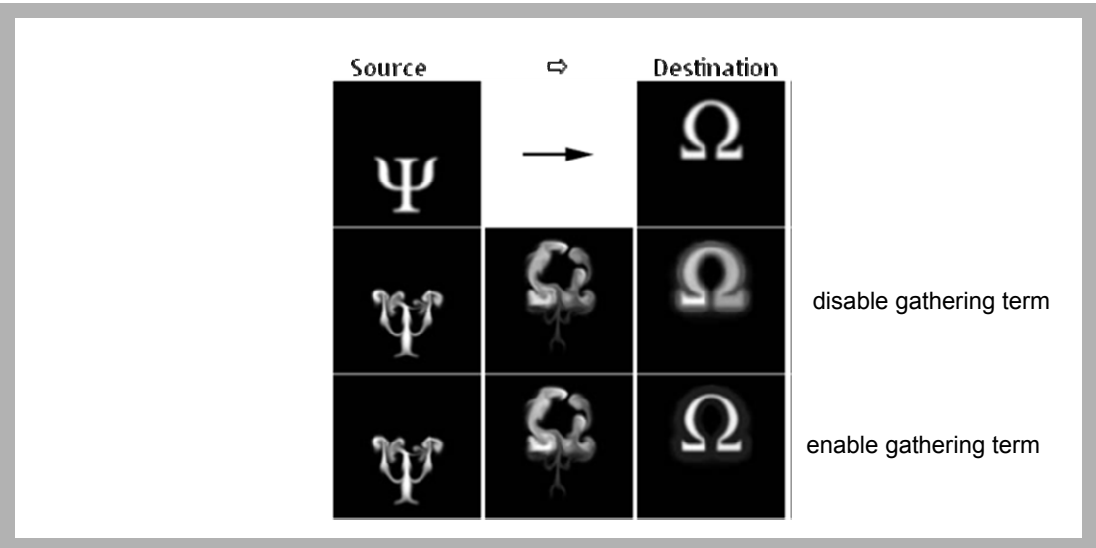 Source ⇨ Destination
Ψ Ω
disable gathering term
enable gathering term